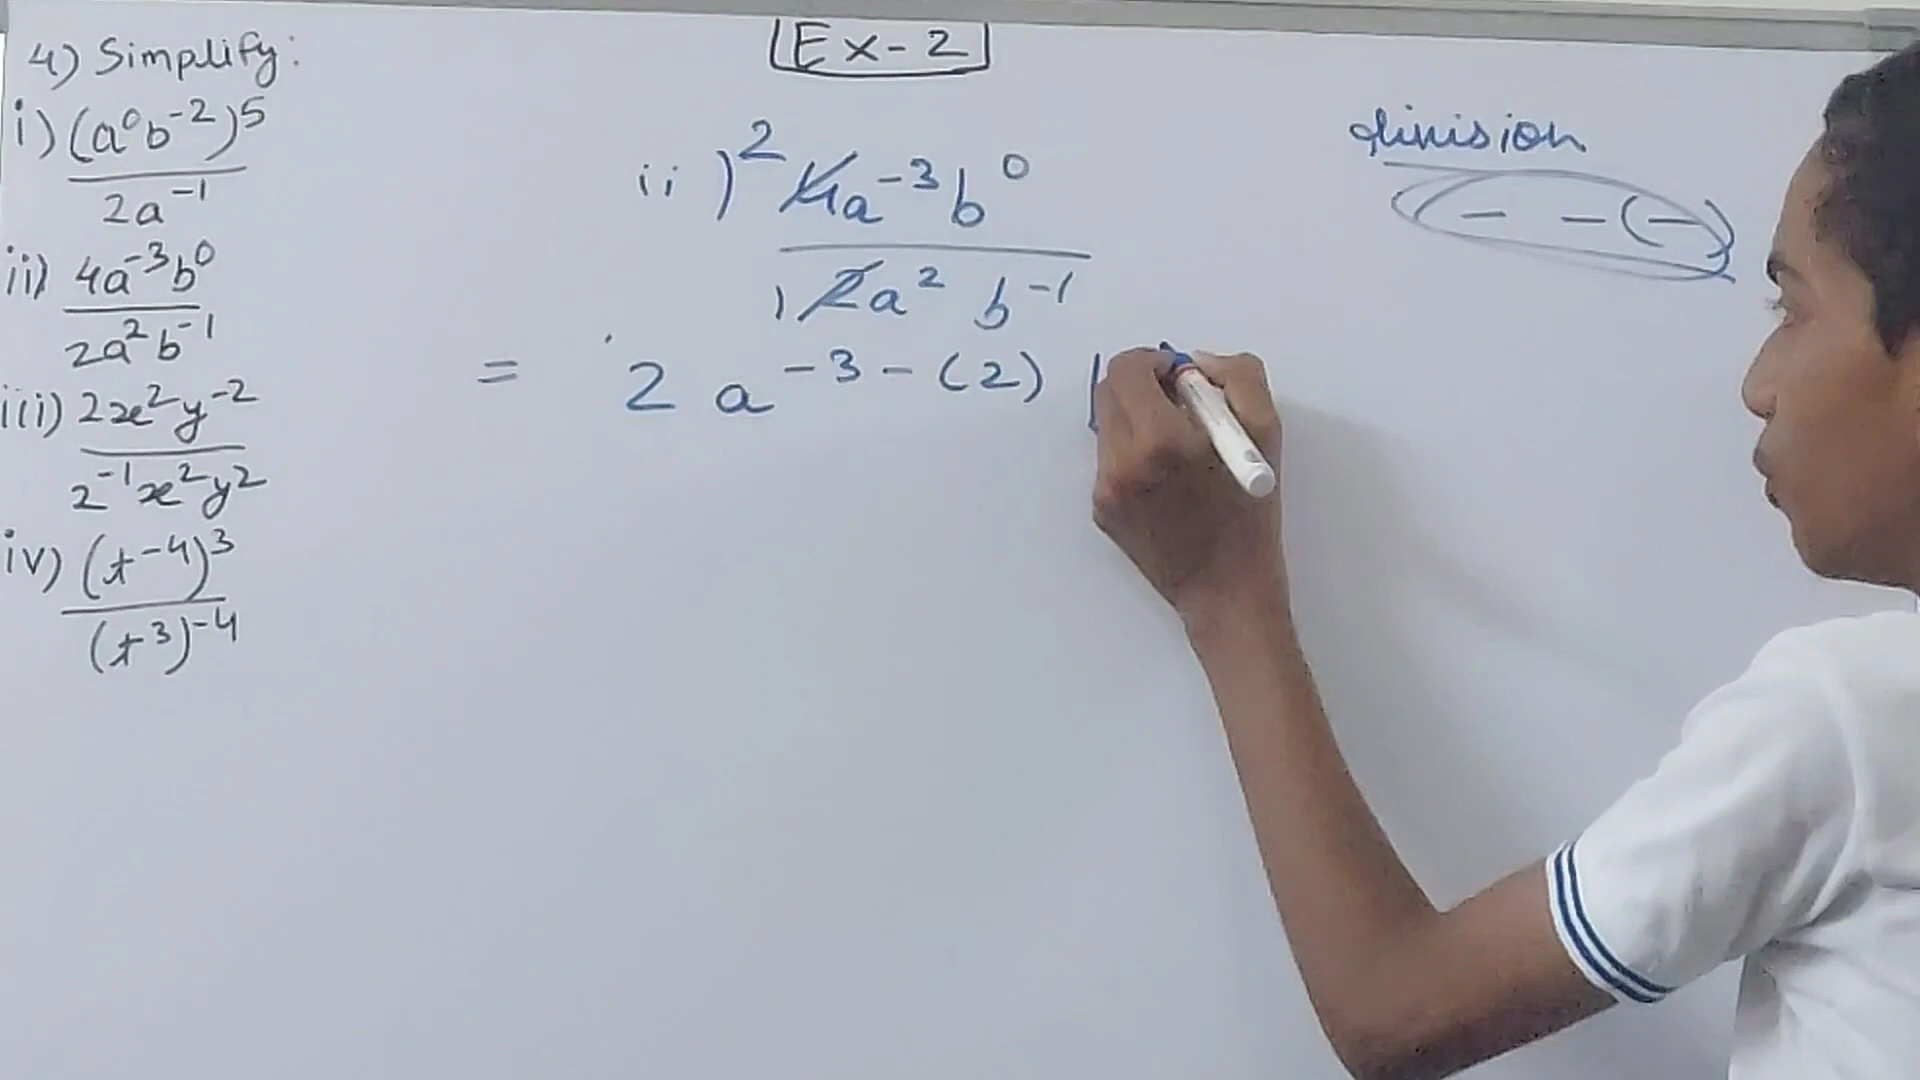 4) Simplify:
i) (a⁰b⁻²)⁵
2a⁻¹
ii) 4a⁻³b⁰
2a²b⁻¹
iii) 2x²y⁻²
2⁻¹x²y²
iv) (t⁻⁴)³
(t³)⁻⁴
Ex-2
ii) 2 4a⁻³b⁰
1 2a² b⁻¹
= 2 a⁻³⁻⁽²⁾ b
division
- -(-)